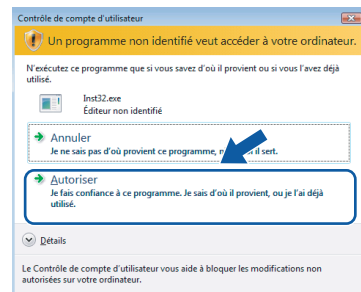 Contrôle de compte d'utilisateur
Un programme non identifié veut accéder à votre ordinateur.
N'exécutez ce programme que si vous savez d'où il provient ou si vous l'avez déjà
utilisé.
Inst32.exe
Éditeur non identifié
Annuler
Je ne sais pas d'où provient ce programme, il sert.
Autoriser
Je fais confiance à ce programme. Je sais d'où il provient, ou je l'ai déjà
utilisé.
Détails
Le Contrôle de compte d'utilisateur vous aide à bloquer les modifications non
autorisées sur votre ordinateur.